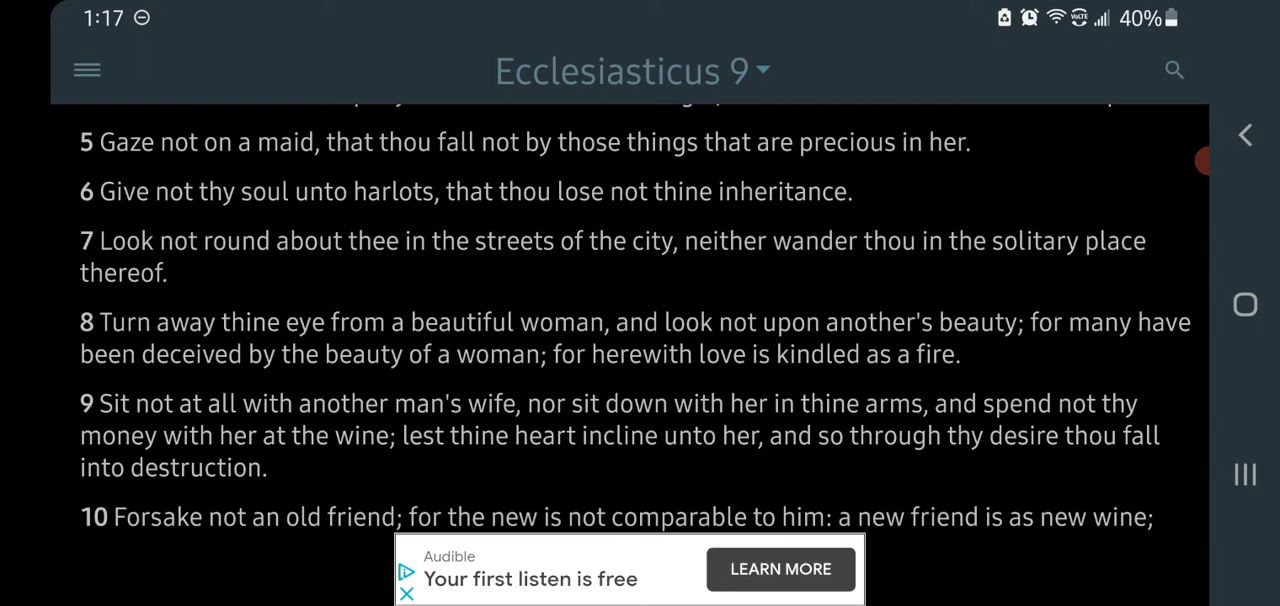 1:17
40%
Ecclesiasticus 9
5 Gaze not on a maid, that thou fall not by those things that are precious in her.
6 Give not thy soul unto harlots, that thou lose not thine inheritance.
7 Look not round about thee in the streets of the city, neither wander thou in the solitary place
thereof.
8 Turn away thine eye from a beautiful woman, and look not upon another's beauty; for many have
been deceived by the beauty of a woman; for herewith love is kindled as a fire.
9 Sit not at all with another man's wife, nor sit down with her in thine arms, and spend not thy
money with her at the wine; lest thine heart incline unto her, and so through thy desire thou fall
into destruction.
10 Forsake not an old friend; for the new is not comparable to him: a new friend is as new wine;
Audible
Your first listen is free
LEARN MORE